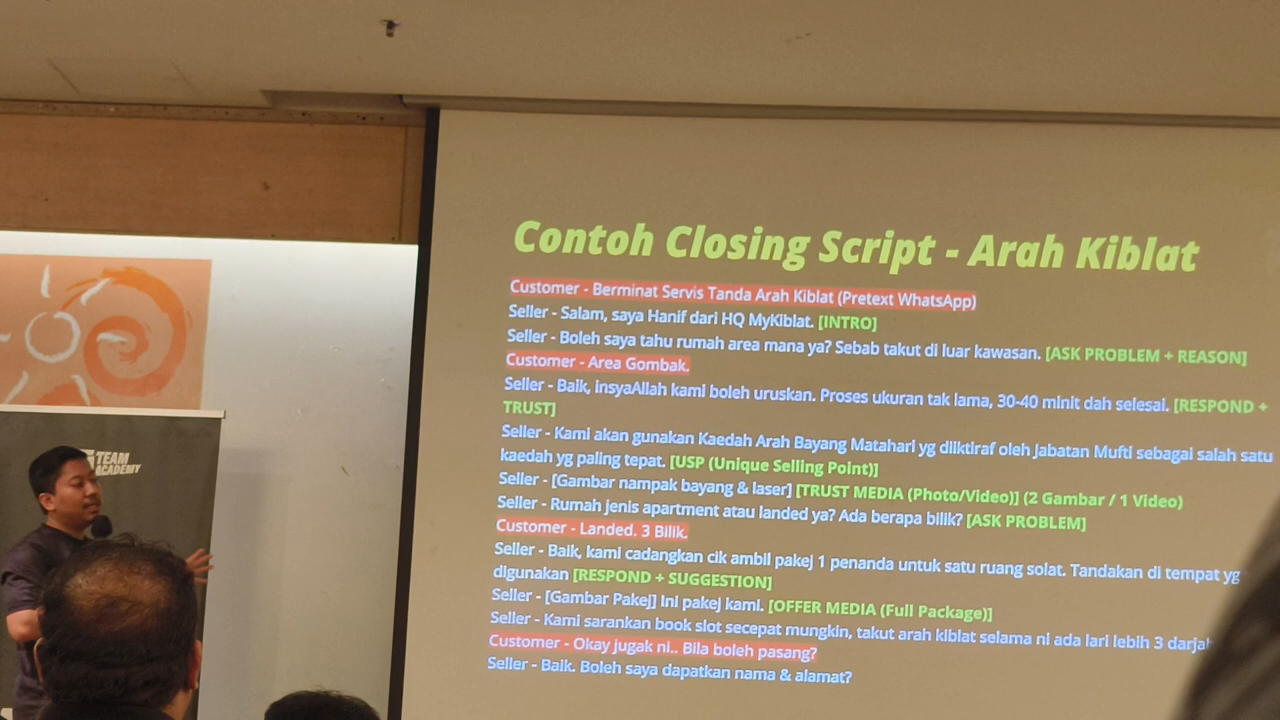 Contoh Closing Script - Arah Kiblat
Customer - Berminat Servis Tanda Arah Kiblat (Pretext WhatsApp)
Seller - Salam, saya Hanif dari HQ MyKiblat. [INTRO]
Seller - Boleh saya tahu rumah area mana ya? Sebab takut di luar kawasan. [ASK PROBLEM + REASON]
Customer - Area Gombak.
Seller - Baik, insyaAllah kami boleh uruskan. Proses ukuran tak lama, 30-40 minit dah selesai. [RESPOND +
TRUST]
Seller - Kami akan gunakan Kaedah Arah Bayang Matahari yg diiktiraf oleh Jabatan Mufti sebagai salah satu
kaedah yg paling tepat. [USP (Unique Selling Point)]
Seller - [Gambar nampak bayang & laser] [TRUST MEDIA (Photo/Video)] (2 Gambar / 1 Video)
Seller - Rumah jenis apartment atau landed ya? Ada berapa bilik? [ASK PROBLEM]
Customer - Landed. 3 Bilik.
Seller - Baik, kami cadangkan cik ambil pakej 1 penanda untuk satu ruang solat. Tandakan di tempat yg
digunakan [RESPOND + SUGGESTION]
Seller - [Gambar Pakej] Ini pakej kami. [OFFER MEDIA (Full Package)]
Seller - Kami sarankan book slot secepat mungkin, takut arah kiblat selama ni ada lari lebih 3 darjah
Customer - Okay jugak ni.. Bila boleh pasang?
Seller - Baik. Boleh saya dapatkan nama & alamat?
TEAM
ACADEMY